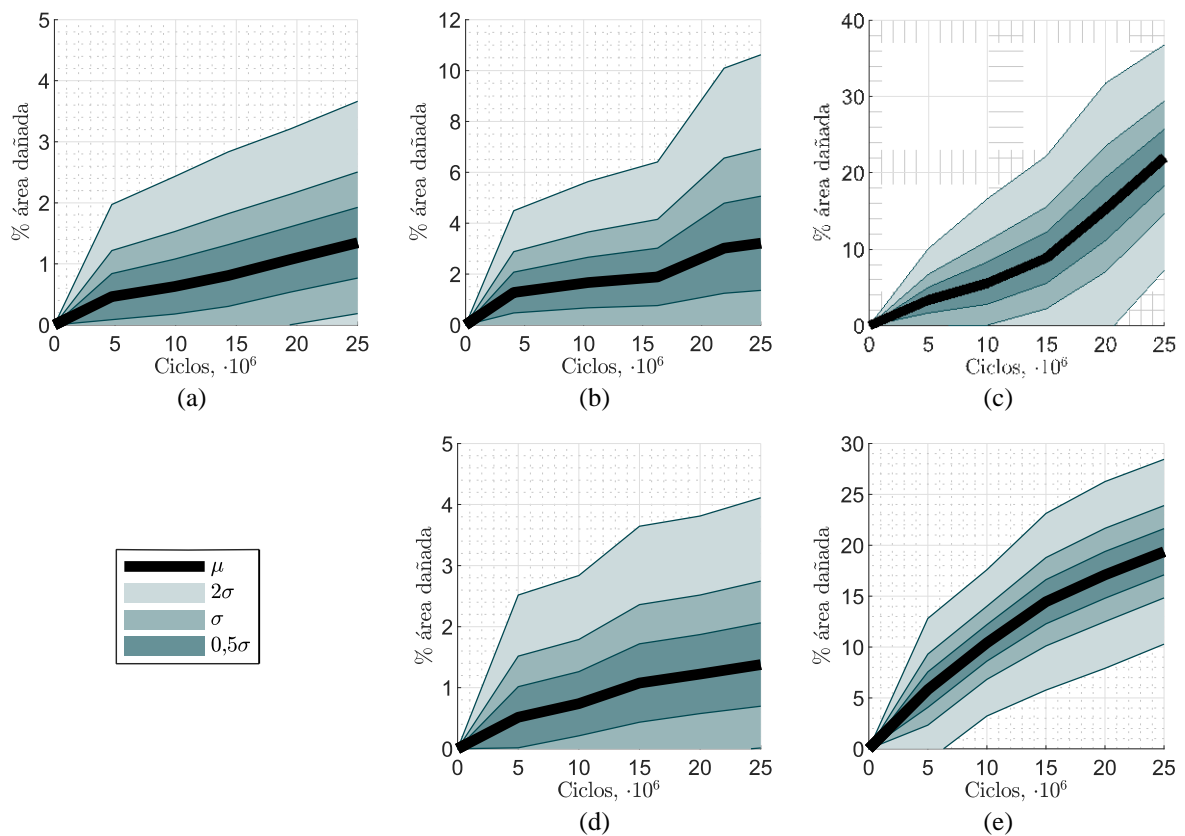 5
4
3
2
1
0
% área dañada
0 5 10 15 20 25
Ciclos, ·10⁶
(a)
12
10
8
6
4
2
0
% área dañada
0 5 10 15 20 25
Ciclos, ·10⁶
(b)
40
30
20
10
0
% área dañada
0 5 10 15 20 25
Ciclos, ·10⁶
(c)
μ
2σ
σ
0,5σ
5
4
3
2
1
0
% área dañada
0 5 10 15 20 25
Ciclos, ·10⁶
(d)
30
25
20
15
10
5
0
% área dañada
0 5 10 15 20 25
Ciclos, ·10⁶
(e)